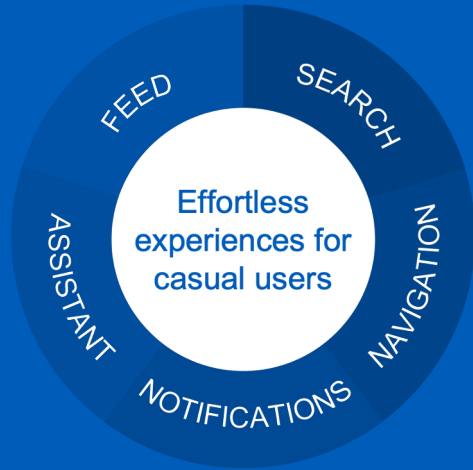 FEED
SEARCH
Effortless
experiences for
casual users
ASSISTANT
NAVIGATION
NOTIFICATIONS